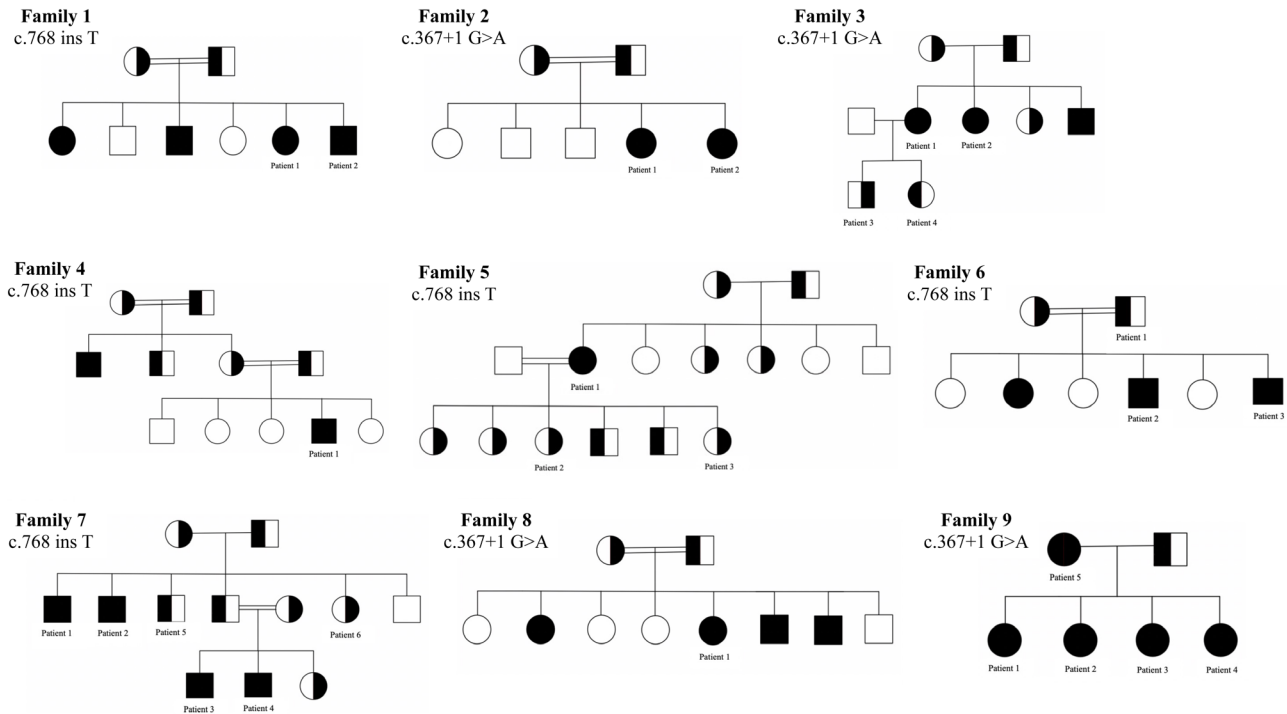 Family 1
c.768 ins T
Patient 1
Patient 2
Family 2
c.367+1 G>A
Patient 1
Patient 2
Family 3
c.367+1 G>A
Patient 1
Patient 2
Patient 3
Patient 4
Family 4
c.768 ins T
Patient 1
Family 5
c.768 ins T
Patient 1
Patient 2
Patient 3
Family 6
c.768 ins T
Patient 1
Patient 2
Patient 3
Family 7
c.768 ins T
Patient 1
Patient 2
Patient 5
Patient 6
Patient 3
Patient 4
Family 8
c.367+1 G>A
Patient 1
Family 9
c.367+1 G>A
Patient 5
Patient 1
Patient 2
Patient 3
Patient 4